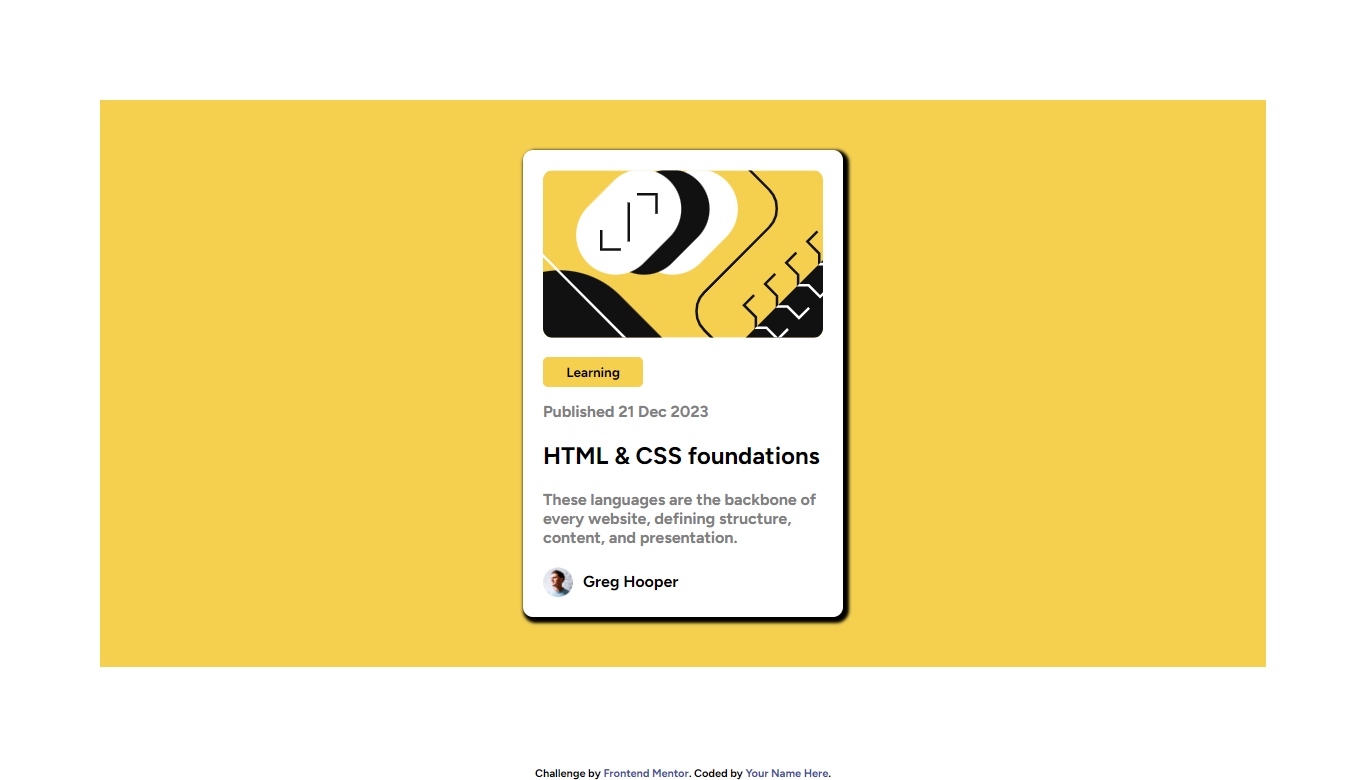 Learning
Published 21 Dec 2023
HTML & CSS foundations
These languages are the backbone of
every website, defining structure,
content, and presentation.
Greg Hooper
Challenge by Frontend Mentor. Coded by Your Name Here.